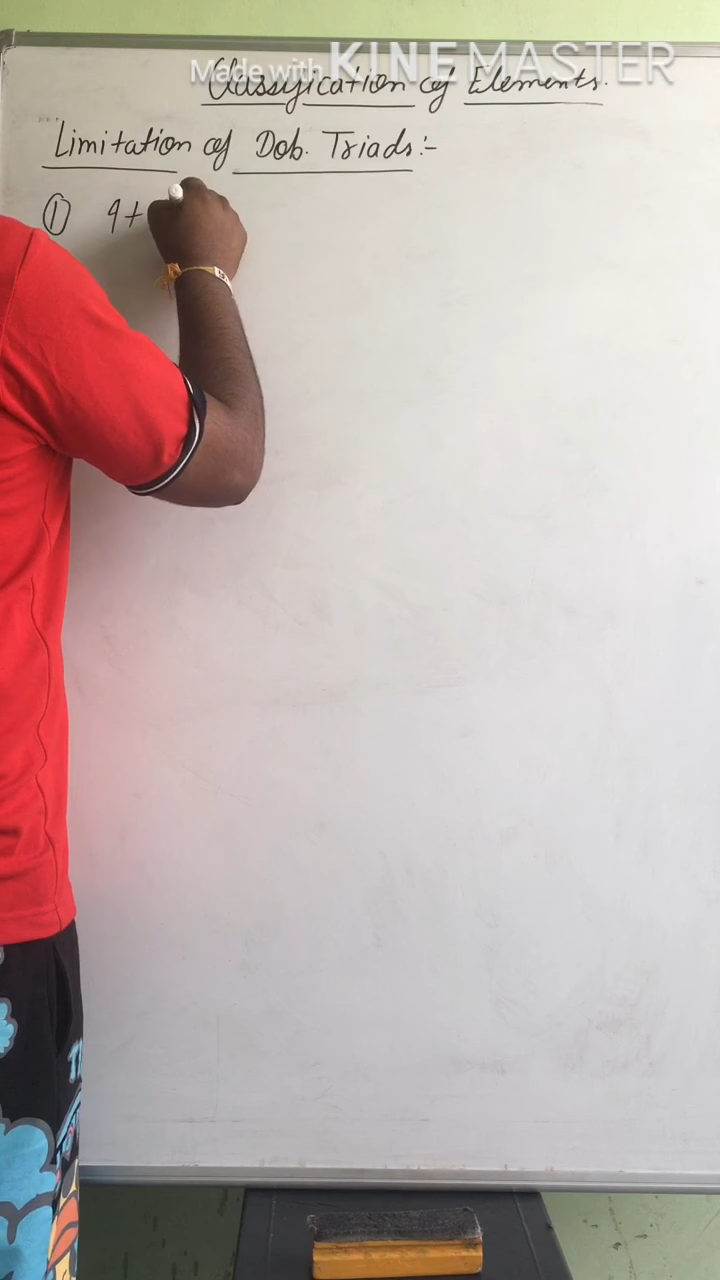 Made with KINEMASTER
Classification of Elements.
Limitation of Dob. Triads:-
① It